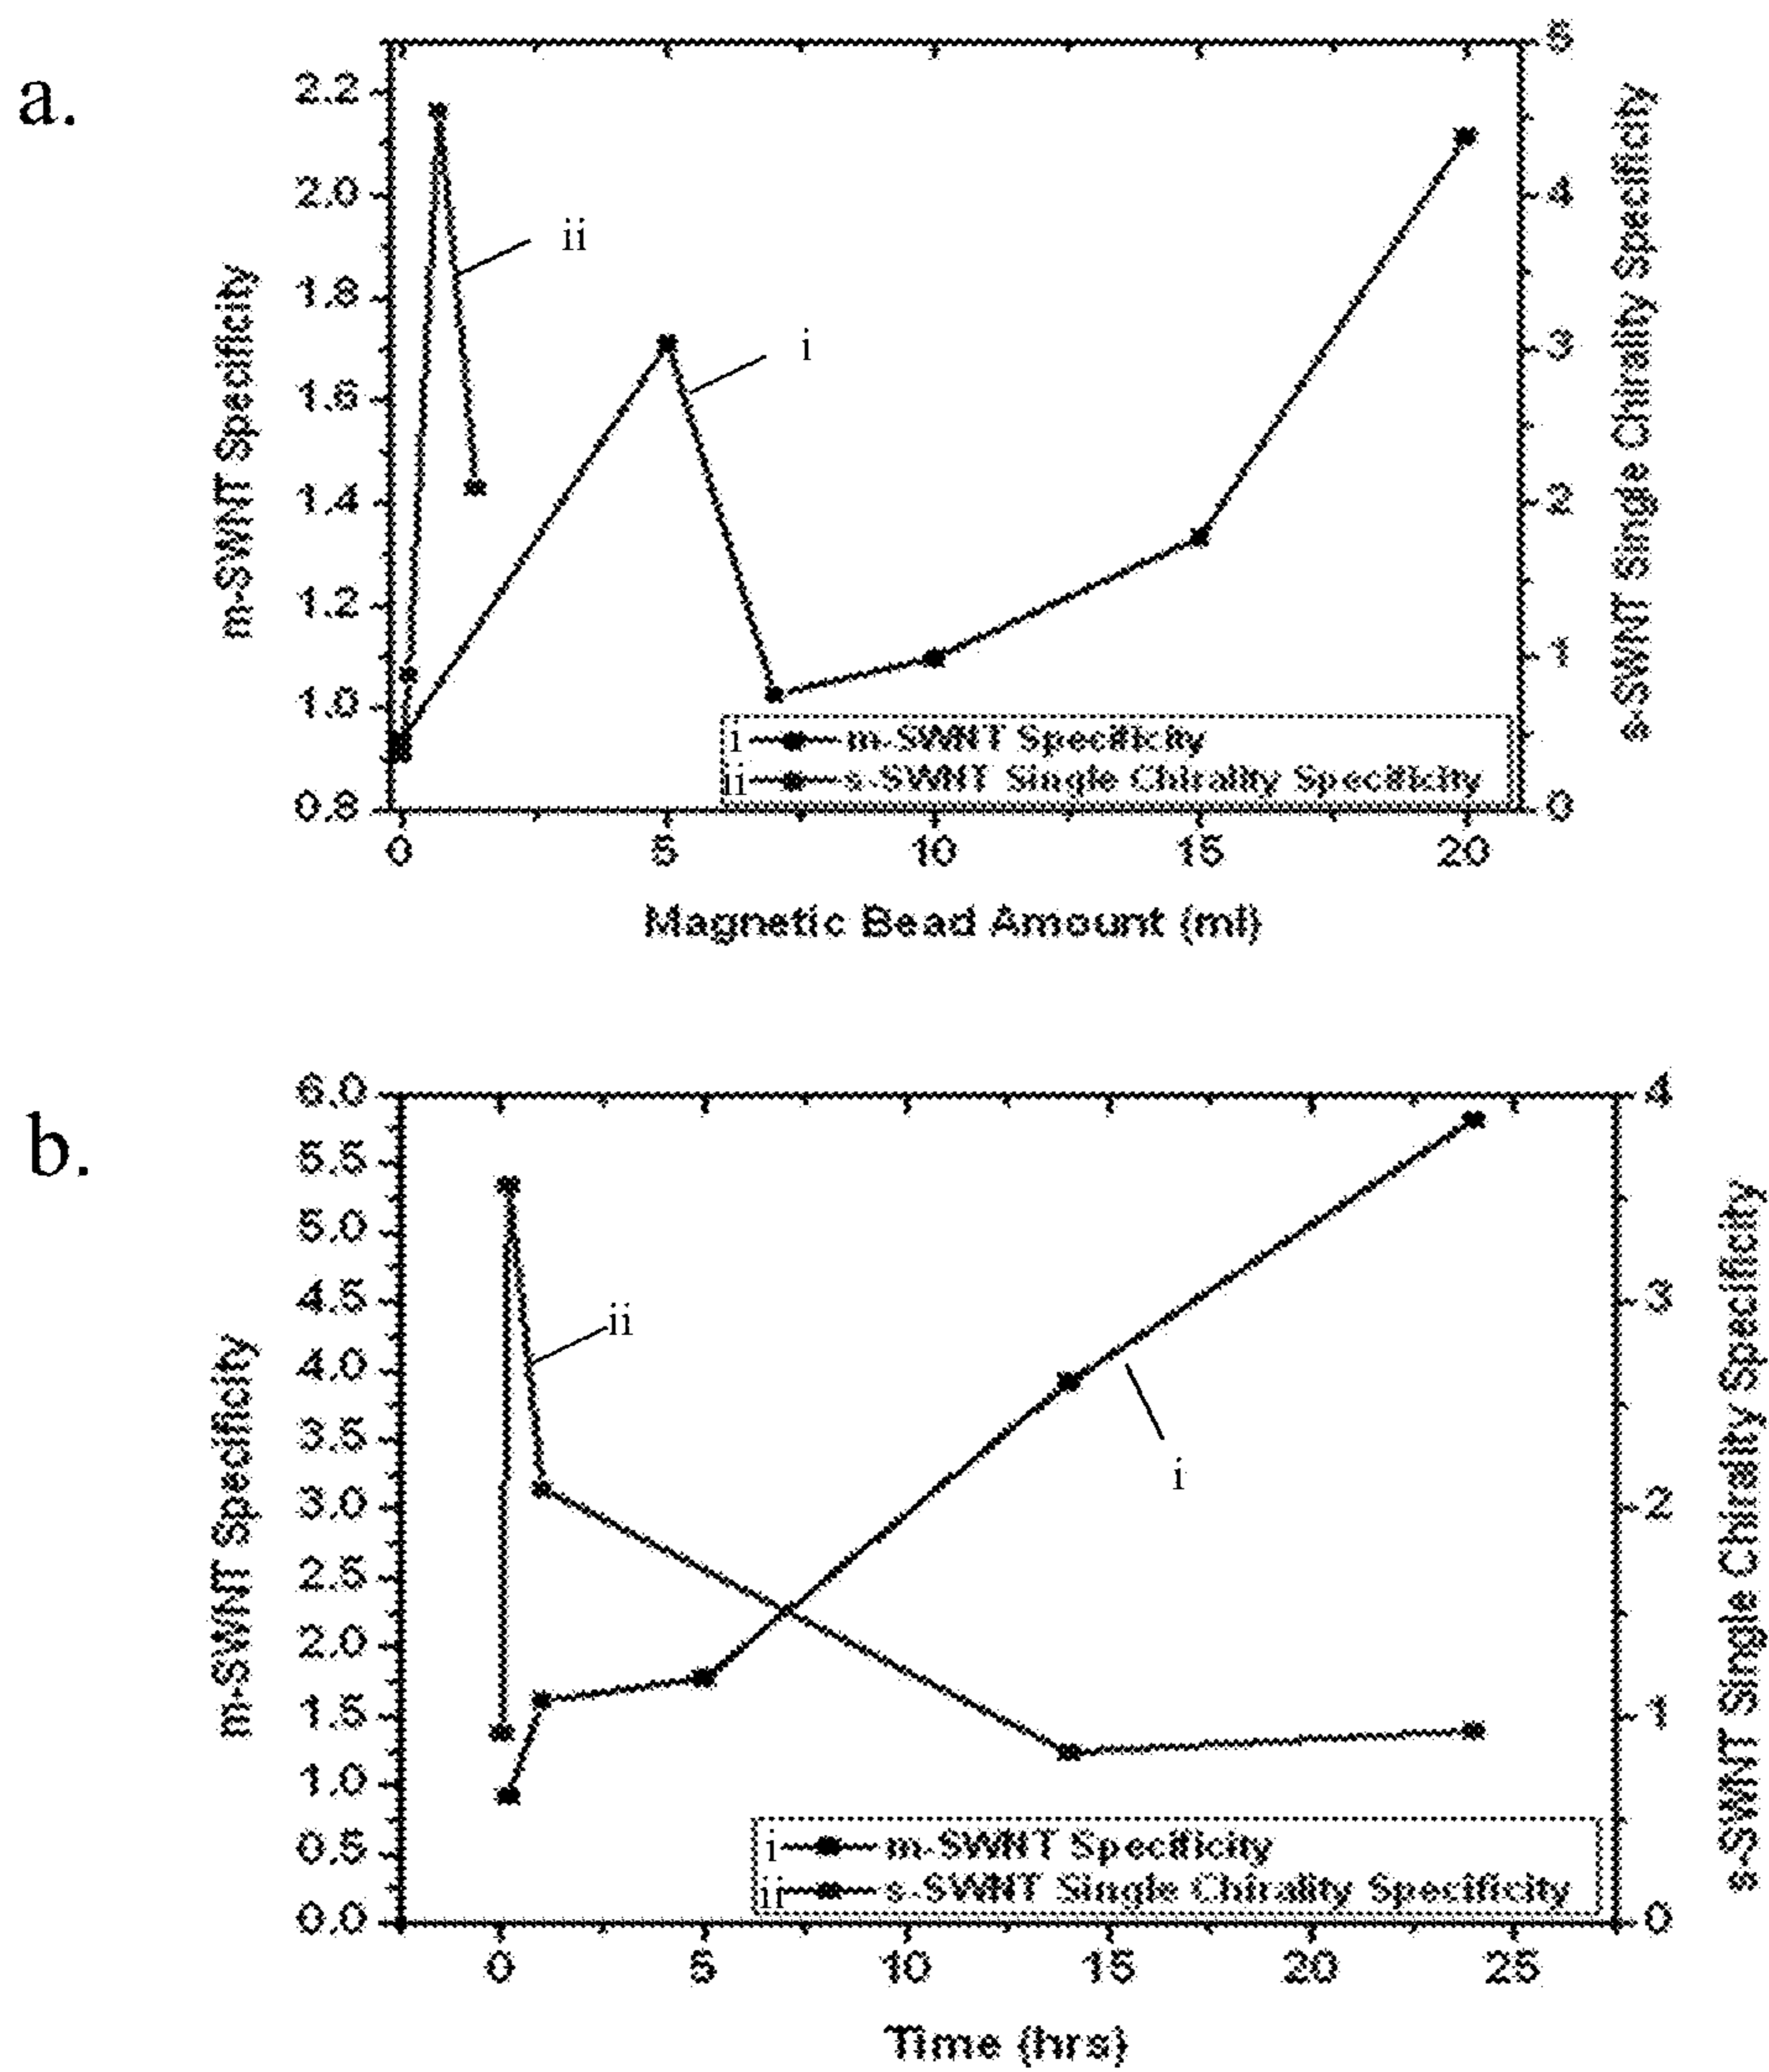 a.
m-SWNT Specificity
2.2
2.0
1.8
1.6
1.4
1.2
1.0
0.8
ii
i
5
4
3
2
1
0
s-SWNT Single Chirality Specificity
i m-SWNT Specificity
ii s-SWNT Single Chirality Specificity
0 5 10 15 20
Magnetic Bead Amount (ml)
b.
m-SWNT Specificity
6.0
5.5
5.0
4.5
4.0
3.5
3.0
2.5
2.0
1.5
1.0
0.5
0.0
ii
i
4
3
2
1
0
s-SWNT Single Chirality Specificity
i m-SWNT Specificity
ii s-SWNT Single Chirality Specificity
0 5 10 15 20 25
Time (hrs)